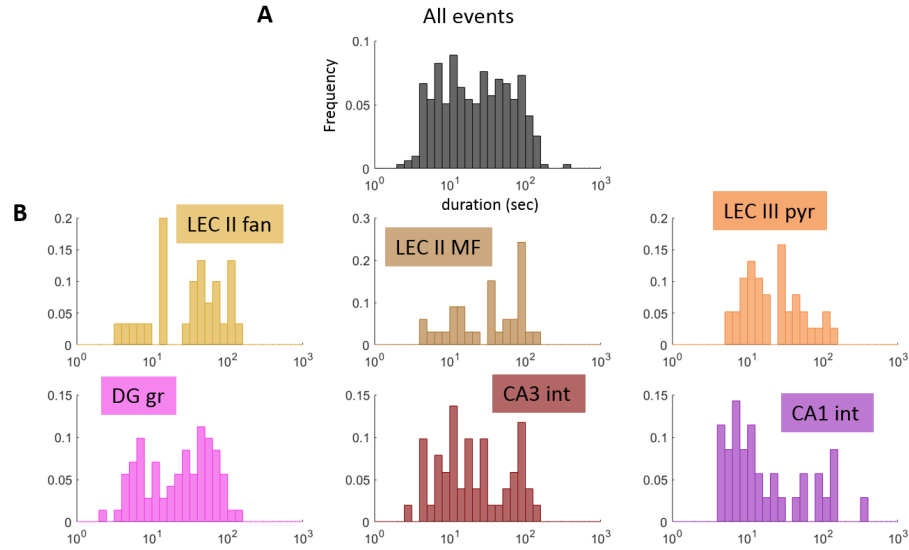 A
All events
0.1
0.05
0
Frequency
10^0 10^1 10^2 10^3
duration (sec)
B
LEC II fan
0.2
0.15
0.1
0.05
0
10^0 10^1 10^2 10^3
LEC II MF
0.3
0.2
0.1
0
10^0 10^1 10^2 10^3
LEC III pyr
0.2
0.15
0.1
0.05
0
10^0 10^1 10^2 10^3
DG gr
0.15
0.1
0.05
0
10^0 10^1 10^2 10^3
CA3 int
0.15
0.1
0.05
0
10^0 10^1 10^2 10^3
CA1 int
0.15
0.1
0.05
0
10^0 10^1 10^2 10^3